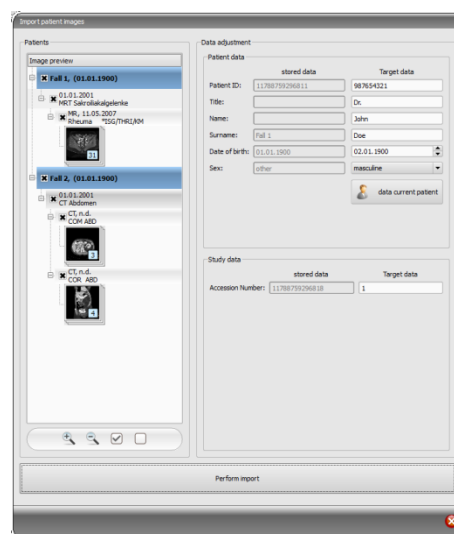 Import patient images
Patients
Image preview
Fall 1, (01.01.1900)
01.01.2001
MRT Sakroiliakalgelenke
MR, 11.05.2007
Rheuma *ISG/THRI/KM
21
Fall 2, (01.01.1900)
01.01.2001
CT Abdomen
CT, n.d.
COM ABD
3
CT, n.d.
COR ABD
4
Data adjustment
Patient data
stored data Target data
Patient ID: 11788759296811 987654321
Title: Dr.
Name: John
Surname: Fall 1 Doe
Date of birth: 01.01.1900 02.01.1900
Sex: other masculine
data current patient
Study data
stored data Target data
Accession Number: 11788759296818 1
Perform import